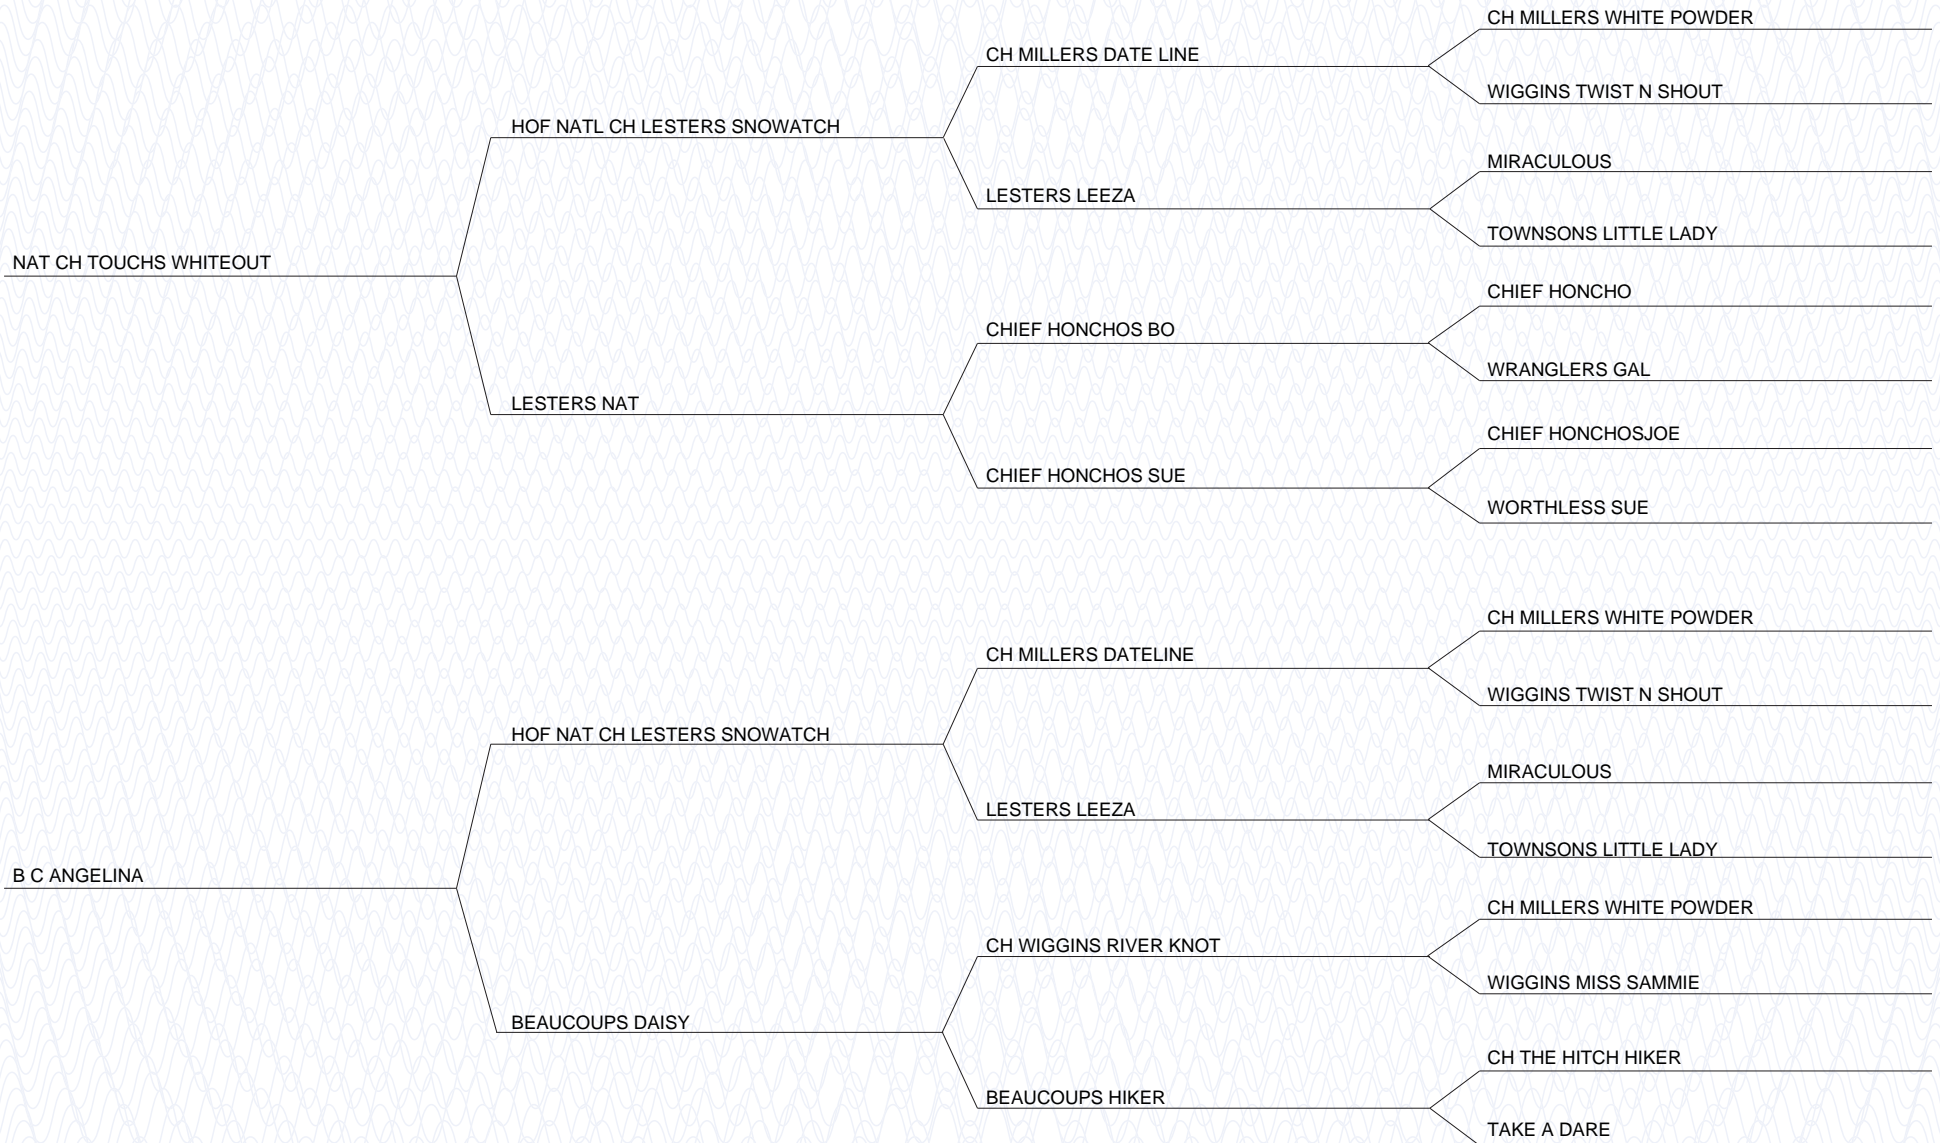 CH MILLERS WHITE POWDER
CH MILLERS DATE LINE
WIGGINS TWIST N SHOUT
HOF NATL CH LESTERS SNOWATCH
MIRACULOUS
LESTERS LEEZA
TOWNSONS LITTLE LADY
NAT CH TOUCHS WHITEOUT
CHIEF HONCHO
CHIEF HONCHOS BO
WRANGLERS GAL
LESTERS NAT
CHIEF HONCHOSJOE
CHIEF HONCHOS SUE
WORTHLESS SUE
CH MILLERS WHITE POWDER
CH MILLERS DATELINE
WIGGINS TWIST N SHOUT
HOF NAT CH LESTERS SNOWATCH
MIRACULOUS
LESTERS LEEZA
TOWNSONS LITTLE LADY
B C ANGELINA
CH MILLERS WHITE POWDER
CH WIGGINS RIVER KNOT
WIGGINS MISS SAMMIE
BEAUCOUPS DAISY
CH THE HITCH HIKER
BEAUCOUPS HIKER
TAKE A DARE